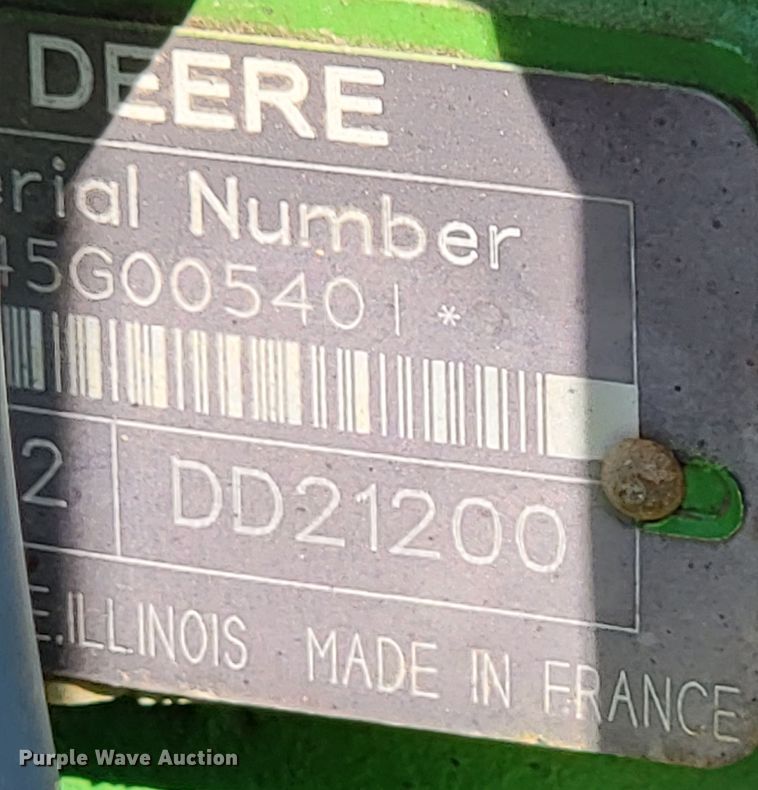 DEERE
erial Number
45G005401*
2 DD21200
E.ILLINOIS MADE IN FRANCE
Purple Wave Auction